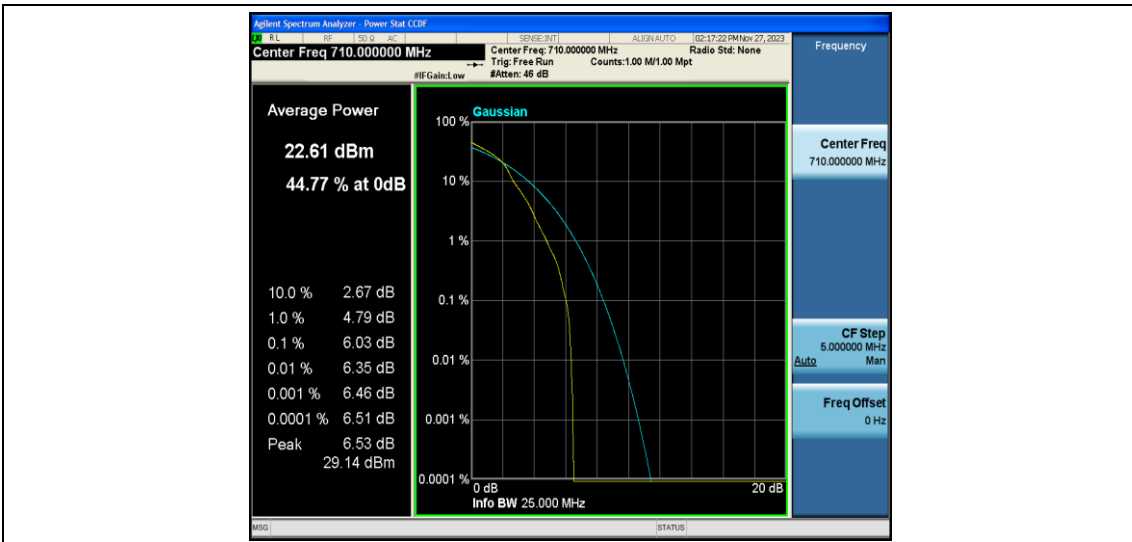 Agilent Spectrum Analyzer - Power Stat CCDF
RL RF 50 Ω AC SENSE:INT ALIGNAUTO 02:17:22 PM Nov 27, 2023
Center Freq 710.000000 MHz
Center Freq: 710.000000 MHz Radio Std: None
Trig: Free Run Counts:1.00 M/1.00 Mpt
#IFGain:Low #Atten: 46 dB
Frequency
Average Power
22.61 dBm
44.77 % at 0dB
10.0 % 2.67 dB
1.0 % 4.79 dB
0.1 % 6.03 dB
0.01 % 6.35 dB
0.001 % 6.46 dB
0.0001 % 6.51 dB
Peak 6.53 dB
29.14 dBm
Gaussian
100 %
10 %
1 %
0.1 %
0.01 %
0.001 %
0.0001 %
0 dB 20 dB
Info BW 25.000 MHz
Center Freq
710.000000 MHz
CF Step
5.000000 MHz
Auto Man
Freq Offset
0 Hz
MSG STATUS